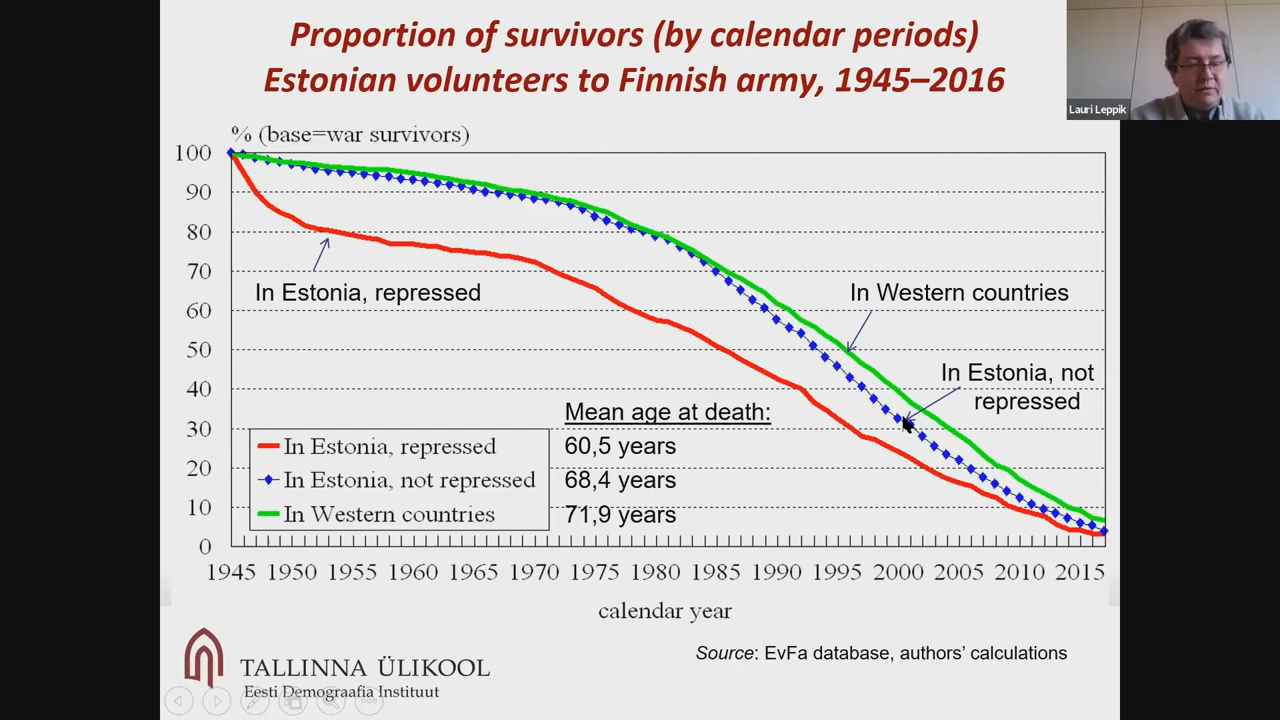 Proportion of survivors (by calendar periods)
Estonian volunteers to Finnish army, 1945–2016
Lauri Leppik
% (base=war survivors)
100
90
80
70
60
50
40
30
20
10
0
In Estonia, repressed
In Western countries
In Estonia, not
repressed
Mean age at death:
In Estonia, repressed 60,5 years
In Estonia, not repressed 68,4 years
In Western countries 71,9 years
1945 1950 1955 1960 1965 1970 1975 1980 1985 1990 1995 2000 2005 2010 2015
calendar year
Source: EvFa database, authors' calculations
TALLINNA ÜLIKOOL
Eesti Demograafia Instituut